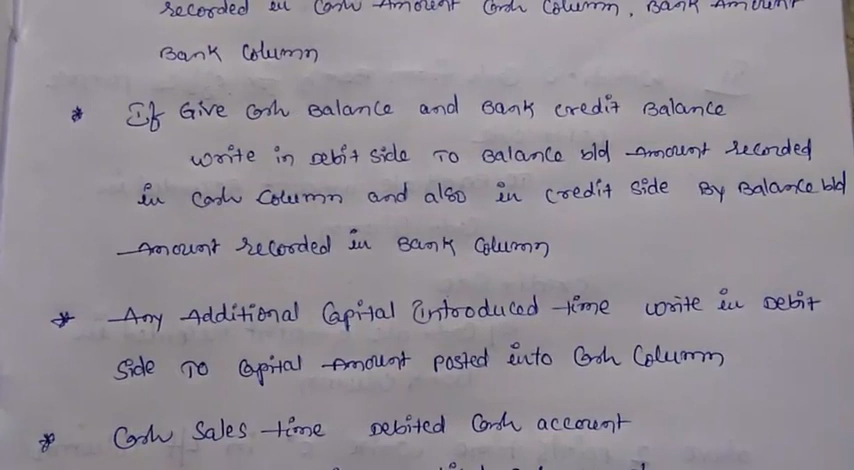 recorded in Cash Amount Cash Column, Bank Amount
Bank Column
* If Give Cash Balance and Bank credit Balance
write in Debit side To Balance bld Amount recorded
in Cash Column and also in credit side By Balance bld
Amount recorded in Bank Column
* Any Additional Capital introduced time write in Debit
side To Capital Amount posted into Cash Column
* Cash Sales time Debited Cash account